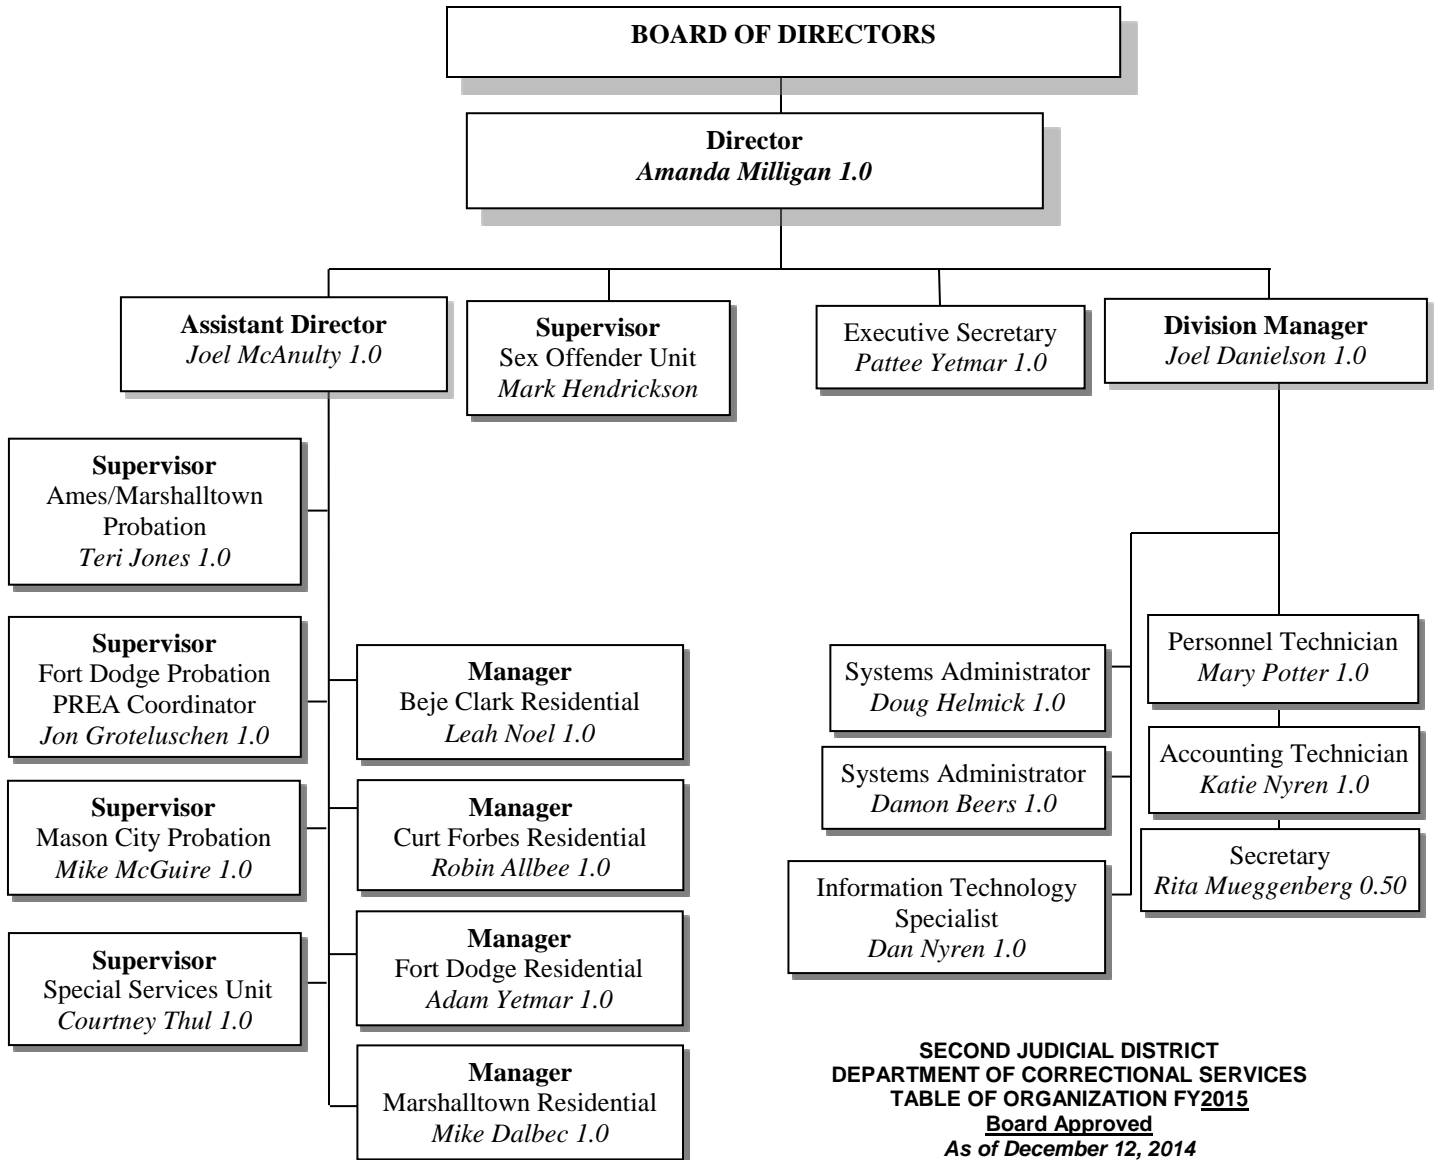 BOARD OF DIRECTORS
Director
Amanda Milligan 1.0
Assistant Director
Joel McAnulty 1.0
Supervisor
Sex Offender Unit
Mark Hendrickson
Executive Secretary
Pattee Yetmar 1.0
Division Manager
Joel Danielson 1.0
Supervisor
Ames/Marshalltown
Probation
Teri Jones 1.0
Supervisor
Fort Dodge Probation
PREA Coordinator
Jon Groteluschen 1.0
Supervisor
Mason City Probation
Mike McGuire 1.0
Supervisor
Special Services Unit
Courtney Thul 1.0
Manager
Beje Clark Residential
Leah Noel 1.0
Manager
Curt Forbes Residential
Robin Allbee 1.0
Manager
Fort Dodge Residential
Adam Yetmar 1.0
Manager
Marshalltown Residential
Mike Dalbec 1.0
Systems Administrator
Doug Helmick 1.0
Systems Administrator
Damon Beers 1.0
Information Technology
Specialist
Dan Nyren 1.0
Personnel Technician
Mary Potter 1.0
Accounting Technician
Katie Nyren 1.0
Secretary
Rita Mueggenberg 0.50
SECOND JUDICIAL DISTRICT
DEPARTMENT OF CORRECTIONAL SERVICES
TABLE OF ORGANIZATION FY2015
Board Approved
As of December 12, 2014